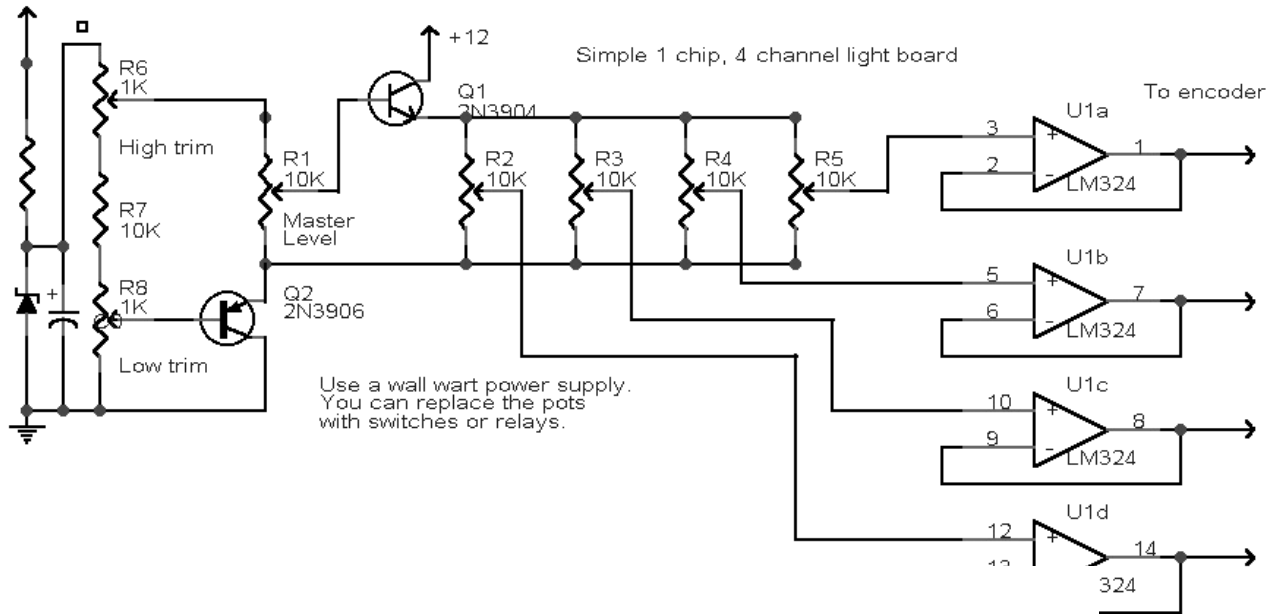 +12
Simple 1 chip, 4 channel light board
To encoder
R6
1K
High trim
Q1
2N3904
R1
10K
Master
Level
R2
10K
R3
10K
R4
10K
R5
10K
3
2
+
-
1
U1a
LM324
R7
10K
R8
1K
Low trim
+
Q2
2N3906
5
6
+
-
7
U1b
LM324
Use a wall wart power supply.
You can replace the pots
with switches or relays.
10
9
+
-
8
U1c
LM324
12
+
14
U1d
324